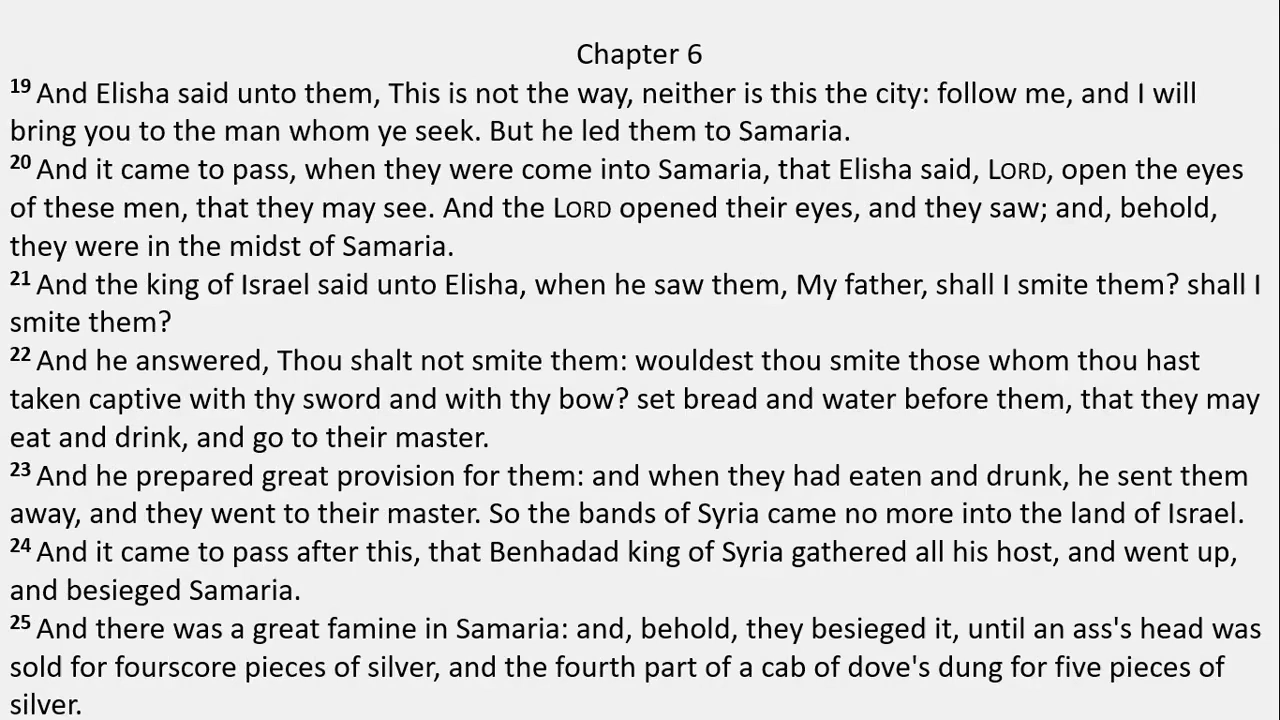 Chapter 6
19 And Elisha said unto them, This is not the way, neither is this the city: follow me, and I will
bring you to the man whom ye seek. But he led them to Samaria.
20 And it came to pass, when they were come into Samaria, that Elisha said, LORD, open the eyes
of these men, that they may see. And the LORD opened their eyes, and they saw; and, behold,
they were in the midst of Samaria.
21 And the king of Israel said unto Elisha, when he saw them, My father, shall I smite them? shall I
smite them?
22 And he answered, Thou shalt not smite them: wouldest thou smite those whom thou hast
taken captive with thy sword and with thy bow? set bread and water before them, that they may
eat and drink, and go to their master.
23 And he prepared great provision for them: and when they had eaten and drunk, he sent them
away, and they went to their master. So the bands of Syria came no more into the land of Israel.
24 And it came to pass after this, that Benhadad king of Syria gathered all his host, and went up,
and besieged Samaria.
25 And there was a great famine in Samaria: and, behold, they besieged it, until an ass's head was
sold for fourscore pieces of silver, and the fourth part of a cab of dove's dung for five pieces of
silver.